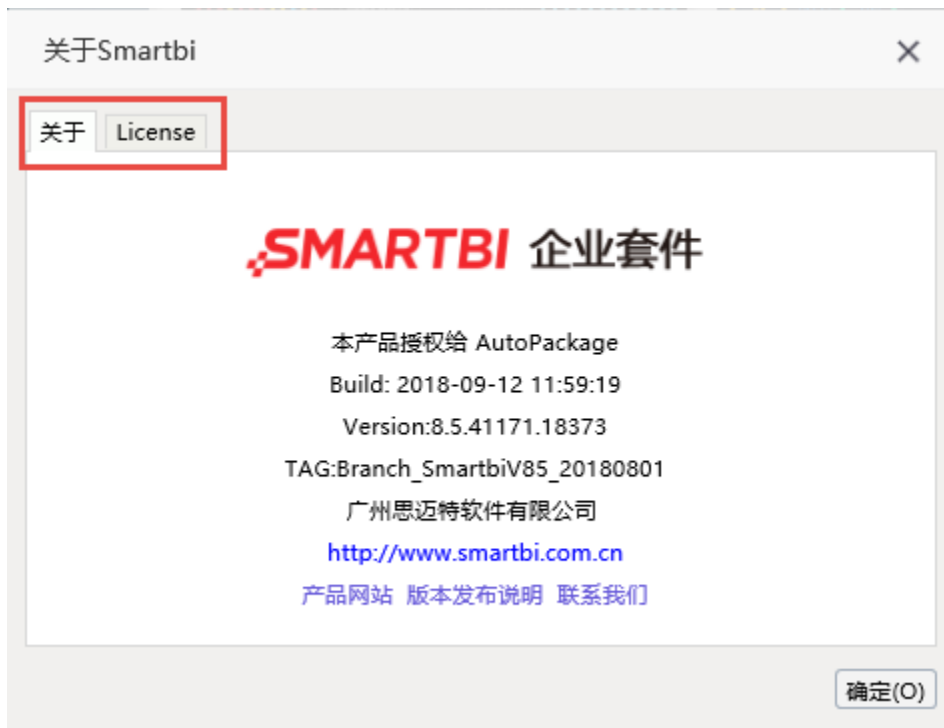 关于Smartbi
关于 License
SMARTBI 企业套件
本产品授权给 AutoPackage
Build: 2018-09-12 11:59:19
Version:8.5.41171.18373
TAG:Branch_SmartbiV85_20180801
广州思迈特软件有限公司
http://www.smartbi.com.cn
产品网站 版本发布说明 联系我们
确定(O)